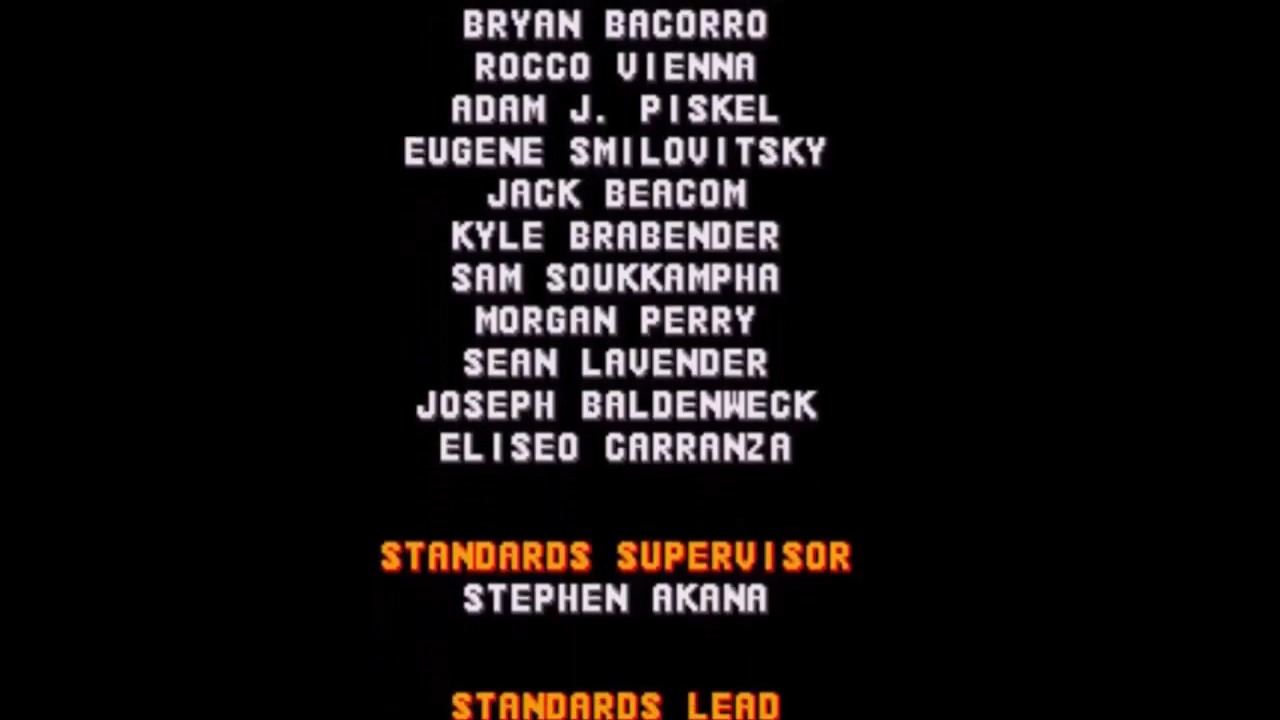 BRYAN BACORRO
ROCCO VIENNA
ADAM J. PISKEL
EUGENE SMILOVITSKY
JACK BEACOM
KYLE BRABENDER
SAM SOUKKAMPHA
MORGAN PERRY
SEAN LAVENDER
JOSEPH BALDENWECK
ELISEO CARRANZA
STANDARDS SUPERVISOR
STEPHEN AKANA
STANDARDS LEAD